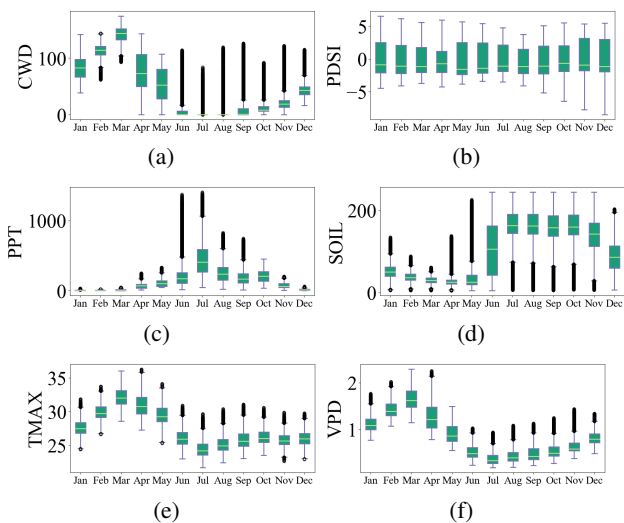 CWD
100
0
Jan Feb Mar Apr May Jun Jul Aug Sep Oct Nov Dec
(a)
PDSI
5
0
−5
Jan Feb Mar Apr May Jun Jul Aug Sep Oct Nov Dec
(b)
PPT
1000
0
Jan Feb Mar Apr May Jun Jul Aug Sep Oct Nov Dec
(c)
SOIL
200
0
Jan Feb Mar Apr May Jun Jul Aug Sep Oct Nov Dec
(d)
TMAX
35
30
25
Jan Feb Mar Apr May Jun Jul Aug Sep Oct Nov Dec
(e)
VPD
2
1
Jan Feb Mar Apr May Jun Jul Aug Sep Oct Nov Dec
(f)